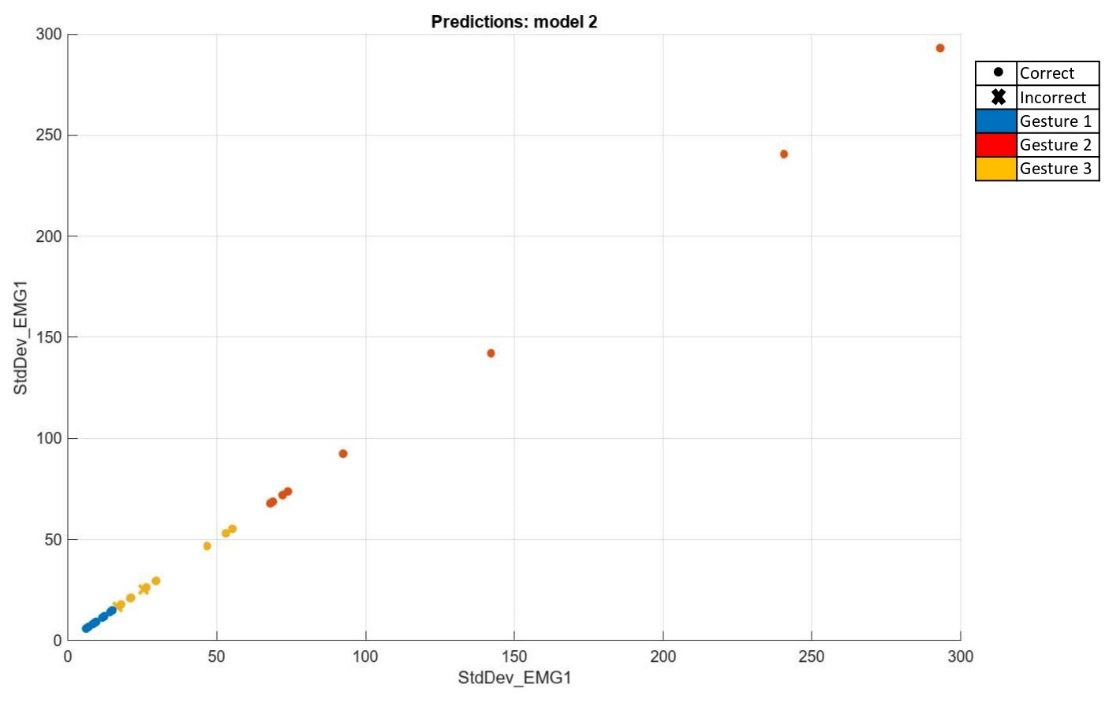 Predictions: model 2
300
250
200
150
100
50
0
StdDev_EMG1
0 50 100 150 200 250 300
StdDev_EMG1
Correct
Incorrect
Gesture 1
Gesture 2
Gesture 3